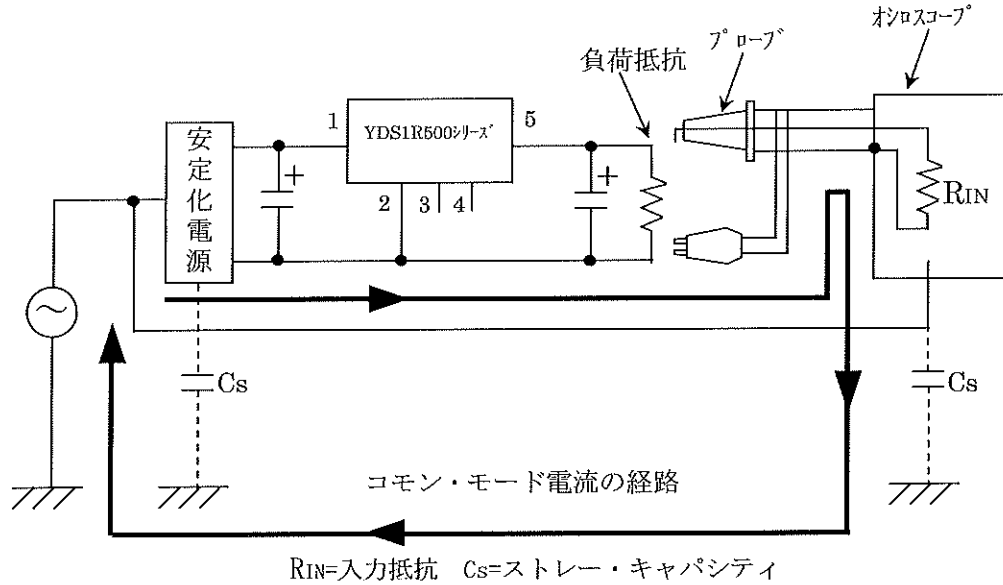 オシロスコープ
プローブ
負荷抵抗
安定化電源
1
YDS1R500シリーズ
5
2
3
4
+
+
RIN
Cs
Cs
コモン・モード電流の経路
RIN=入力抵抗 Cs=ストレー・キャパシティ